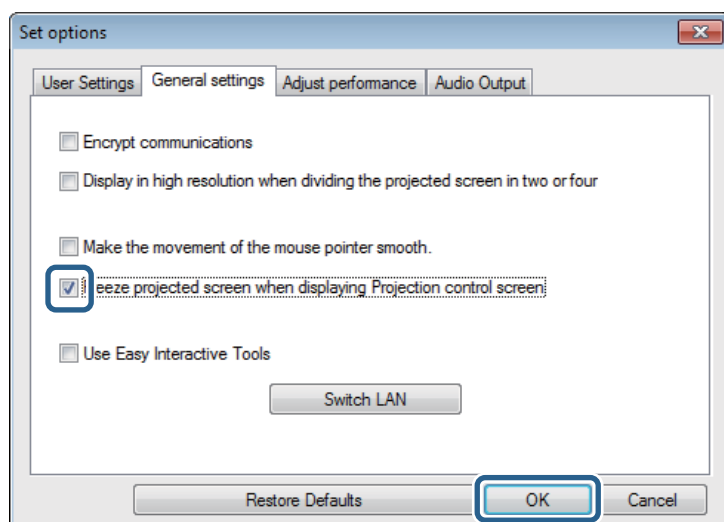 Set options
User Settings General settings Adjust performance Audio Output
Encrypt communications
Display in high resolution when dividing the projected screen in two or four
Make the movement of the mouse pointer smooth.
eeze projected screen when displaying Projection control screen
Use Easy Interactive Tools
Switch LAN
Restore Defaults OK Cancel